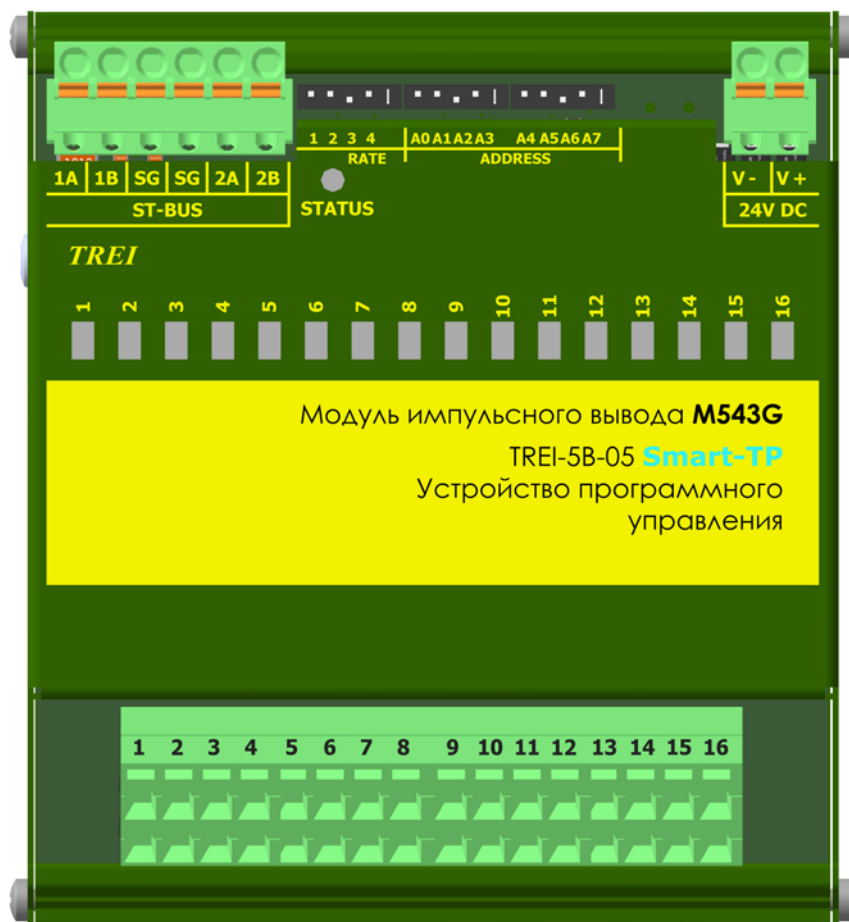 1 2 3 4 A0 A1 A2 A3 A4 A5 A6 A7
RATE ADDRESS
1A 1B SG SG 2A 2B V - V +
ST-BUS STATUS 24V DC
TREI
1 2 3 4 5 6 7 8 9 10 11 12 13 14 15 16
Модуль импульсного вывода M543G
TREI-5B-05 Smart-TP
Устройство программного
управления
1 2 3 4 5 6 7 8 9 10 11 12 13 14 15 16